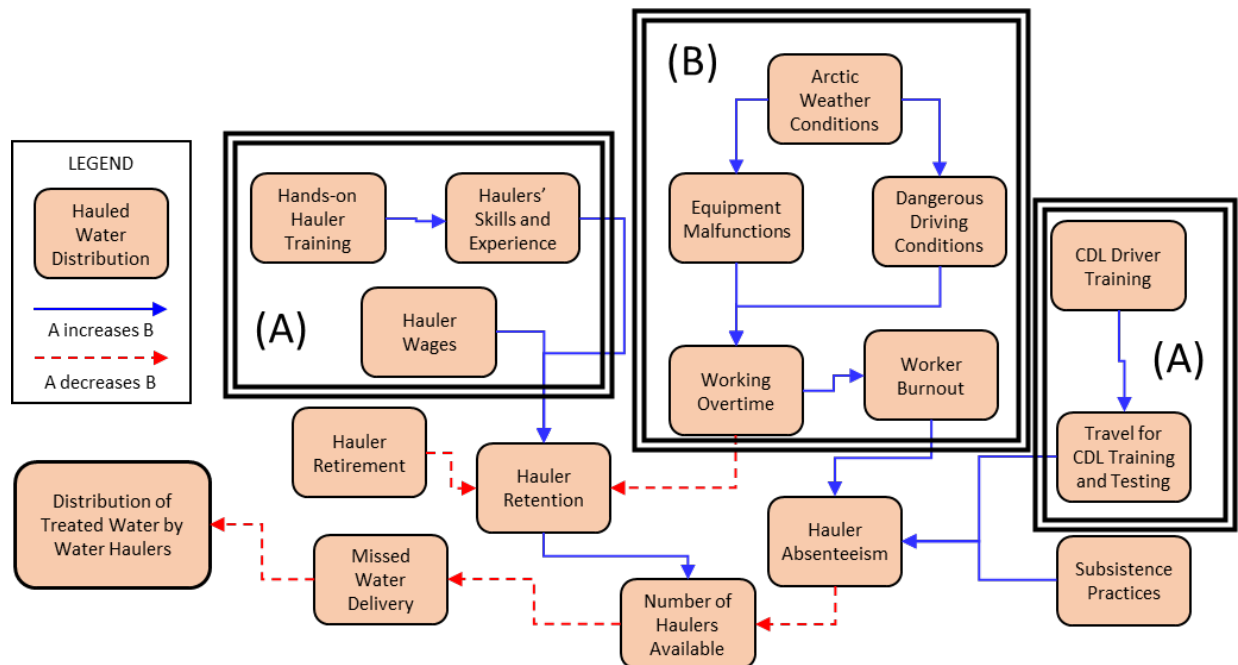 LEGEND
Hauled
Water
Distribution
A increases B
A decreases B
(A)
Hands-on
Hauler
Training
Haulers’
Skills and
Experience
Hauler
Wages
(B)
Arctic
Weather
Conditions
Equipment
Malfunctions
Dangerous
Driving
Conditions
Working
Overtime
Worker
Burnout
(A)
CDL Driver
Training
Travel for
CDL Training
and Testing
Hauler
Retirement
Hauler
Retention
Distribution of
Treated Water by
Water Haulers
Missed
Water
Delivery
Number of
Haulers
Available
Hauler
Absenteeism
Subsistence
Practices